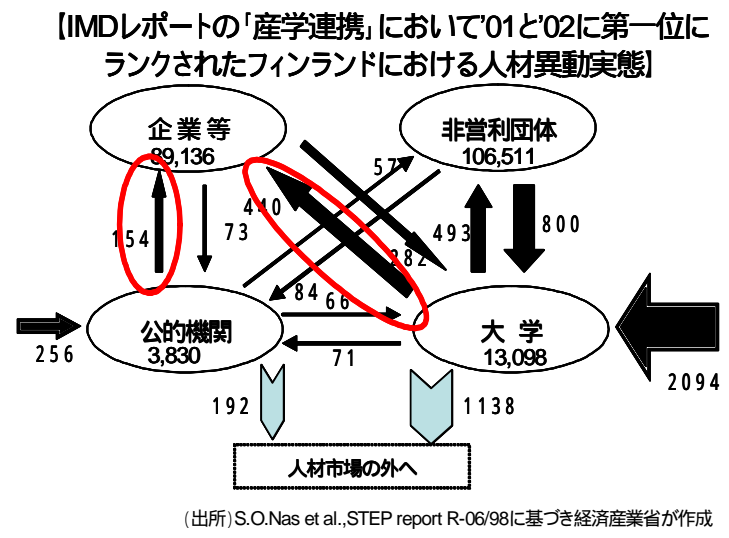 【IMDレポートの「産学連携」において'01と'02に第一位に
ランクされたフィンランドにおける人材異動実態】
企業等
89,136
非営利団体
106,511
57
440
154
73
282
493
800
84
66
公的機関
3,830
大学
13,098
256
71
2094
192
1138
人材市場の外へ
(出所)S.O.Nas et al.,STEP report R-06/98に基づき経済産業省が作成